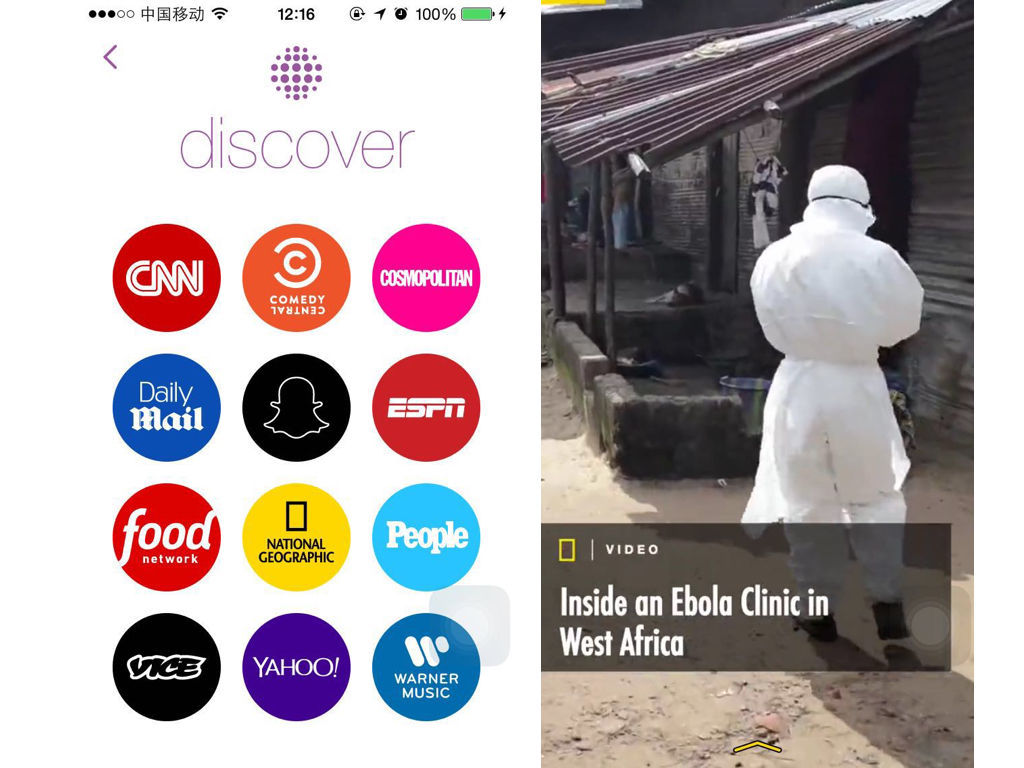 中国移动 12:16 100%
discover
CNN
COMEDY
CENTRAL
COSMOPOLITAN
Daily
Mail
ESPN
food
network
NATIONAL
GEOGRAPHIC
People
VICE
YAHOO!
WARNER
MUSIC
VIDEO
Inside an Ebola Clinic in
West Africa